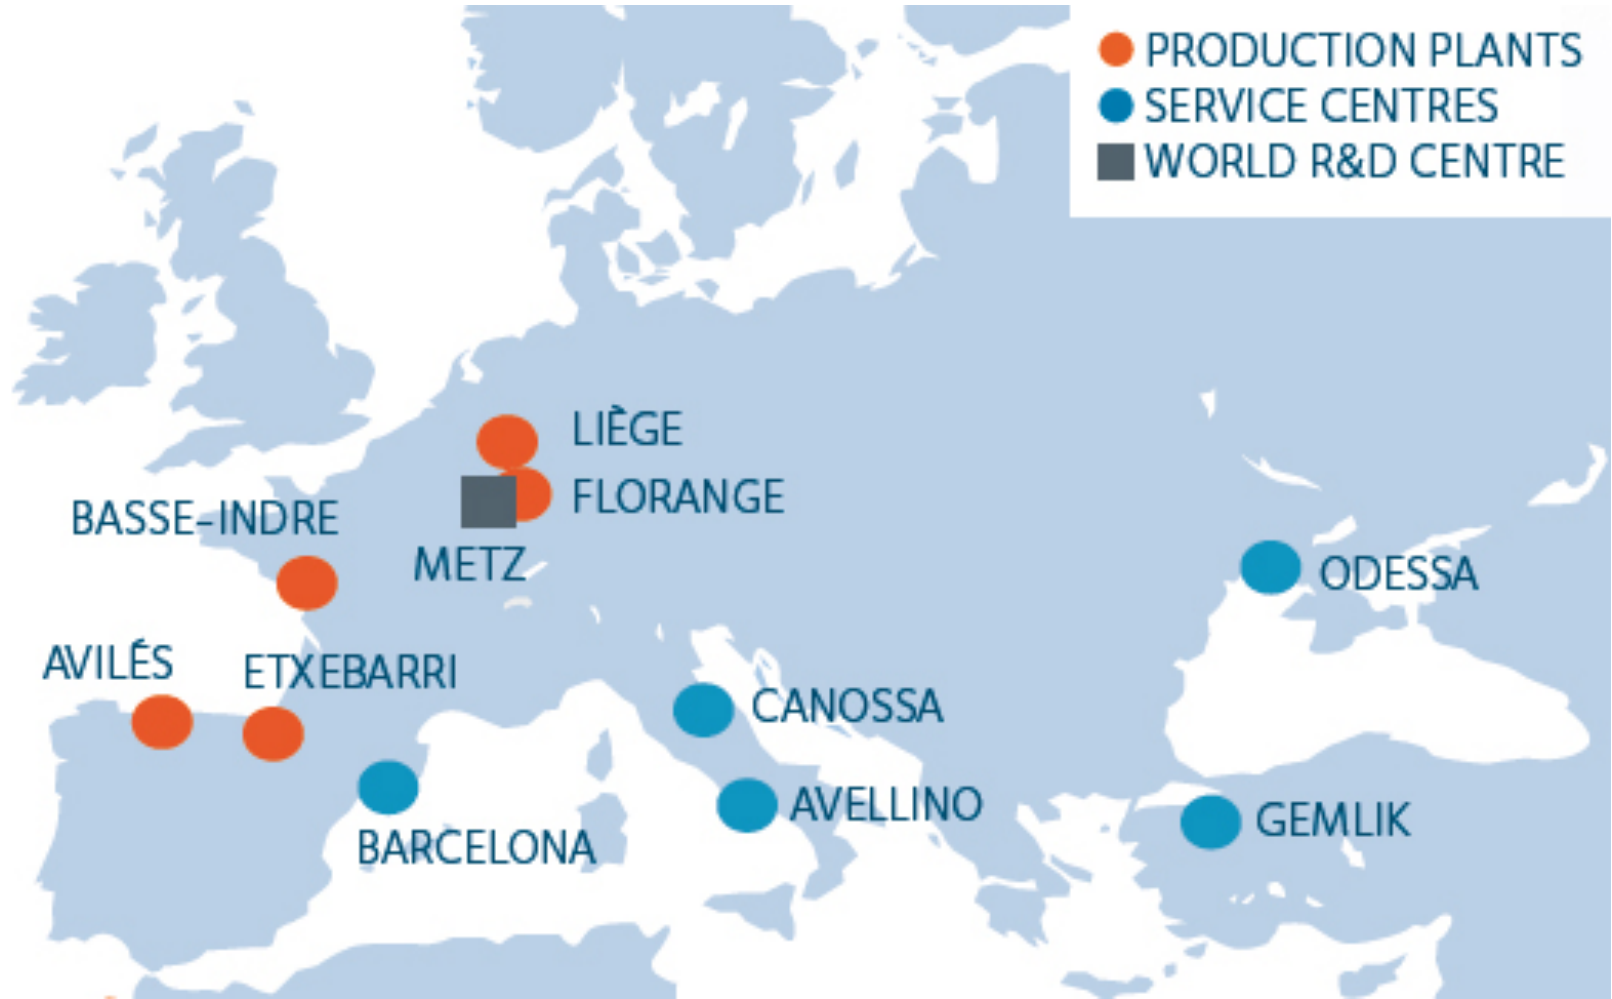 PRODUCTION PLANTS
SERVICE CENTRES
WORLD R&D CENTRE
LIÈGE
FLORANGE
BASSE-INDRE
METZ
ODESSA
AVILÉS
ETXEBARRI
CANOSSA
AVELLINO
GEMLIK
BARCELONA